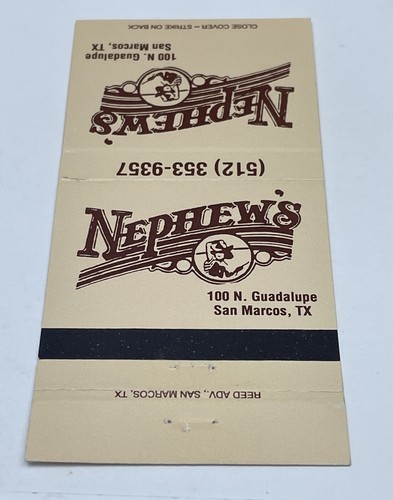 CLOSE COVER – STRIKE ON BACK
100 N. Guadalupe
San Marcos, TX
NEPHEW'S
(512) 353-9357
NEPHEW'S
100 N. Guadalupe
San Marcos, TX
REED ADV., SAN MARCOS, TX